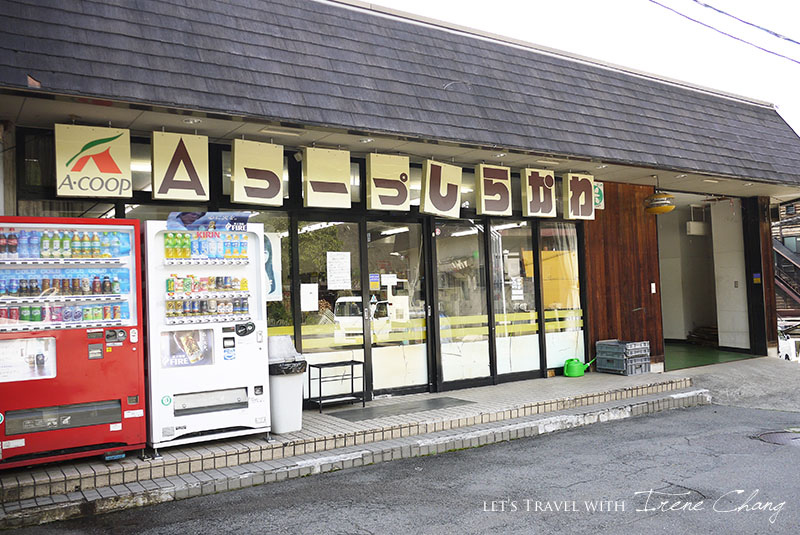 A·COOP
Aコープしらかわ
KIRIN
FIRE
FIRE
LET'S TRAVEL WITH Irene Chang